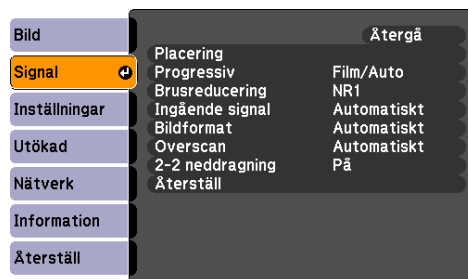 Bild
Signal
Inställningar
Utökad
Nätverk
Information
Återställ
Återgå
Placering
Progressiv Film/Auto
Brusreducering NR1
Ingående signal Automatiskt
Bildformat Automatiskt
Overscan Automatiskt
2-2 neddragning På
Återställ